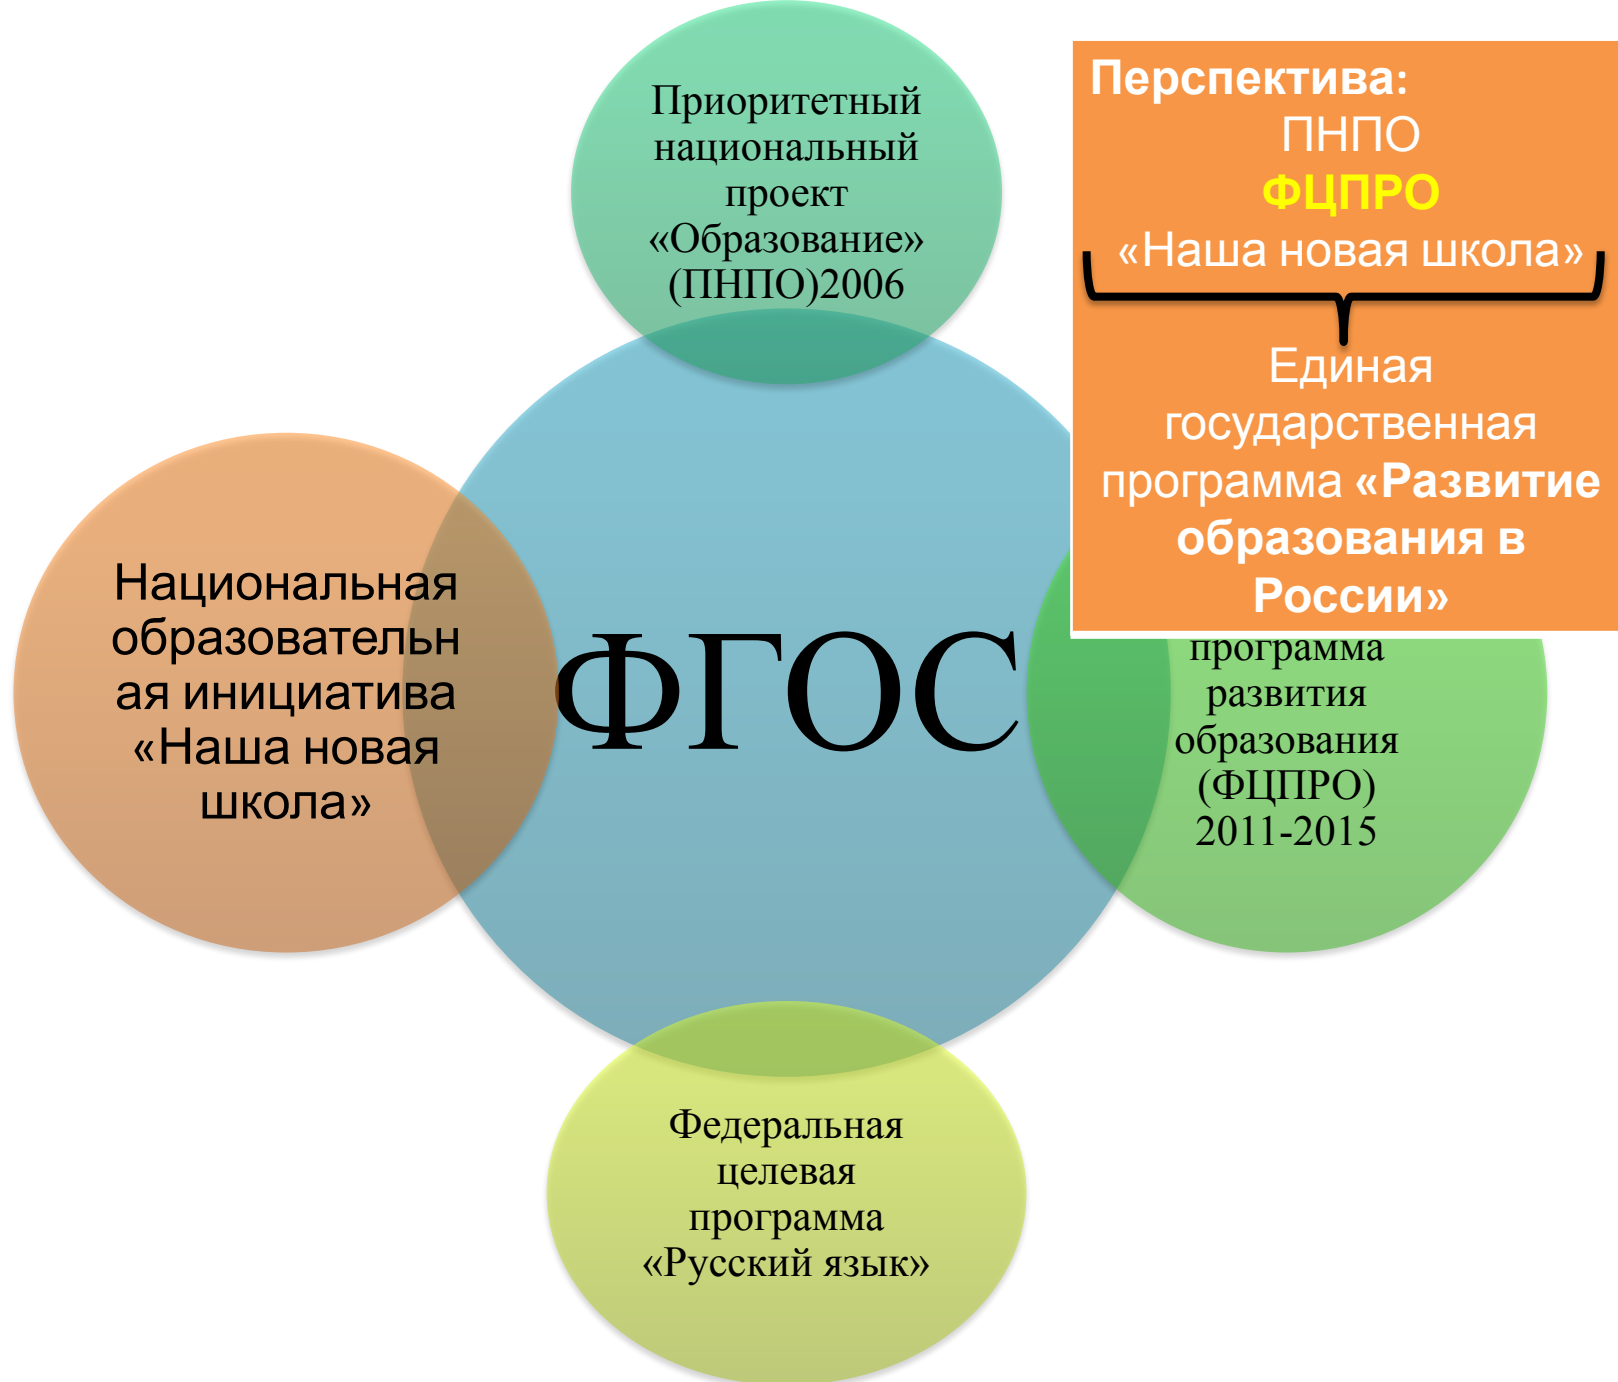 Приоритетный
национальный
проект
«Образование»
(ПНПО)2006
Перспектива:
ПНПО
ФЦПРО
«Наша новая школа»
Единая
государственная
программа «Развитие
образования в
России»
Национальная
образовательн
ая инициатива
«Наша новая
школа»
ФГОС
программа
развития
образования
(ФЦПРО)
2011-2015
Федеральная
целевая
программа
«Русский язык»